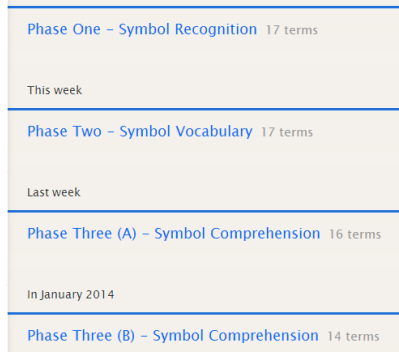 Phase One – Symbol Recognition 17 terms
This week
Phase Two – Symbol Vocabulary 17 terms
Last week
Phase Three (A) – Symbol Comprehension 16 terms
In January 2014
Phase Three (B) – Symbol Comprehension 14 terms